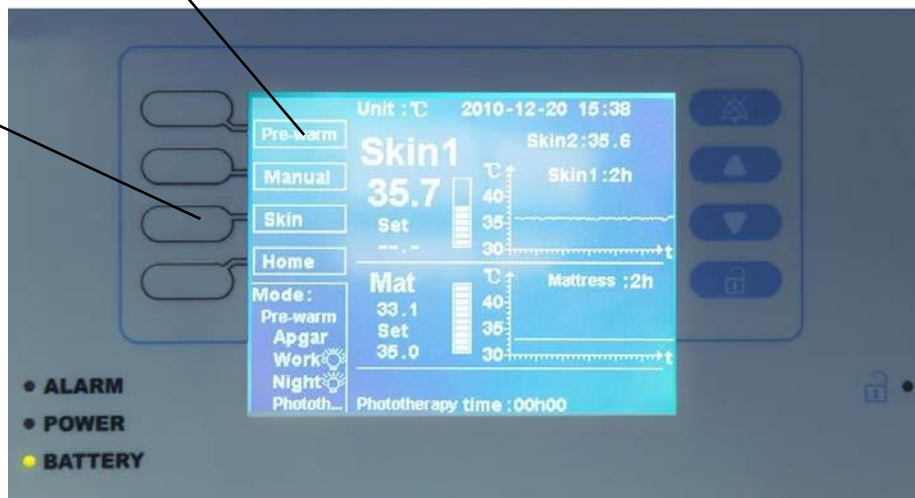 Unit : ℃ 2010-12-20 15:38
Pre-warm
Manual
Skin
Home
Mode:
Pre-warm
Apgar
Work
Night
Phototh...
Skin1
35.7
Set
--.-
Skin2:35.6
℃
Skin1:2h
40
35
30
t
Mat
33.1
Set
35.0
℃
Mattress :2h
40
35
30
t
Phototherapy time :00h00
ALARM
POWER
BATTERY